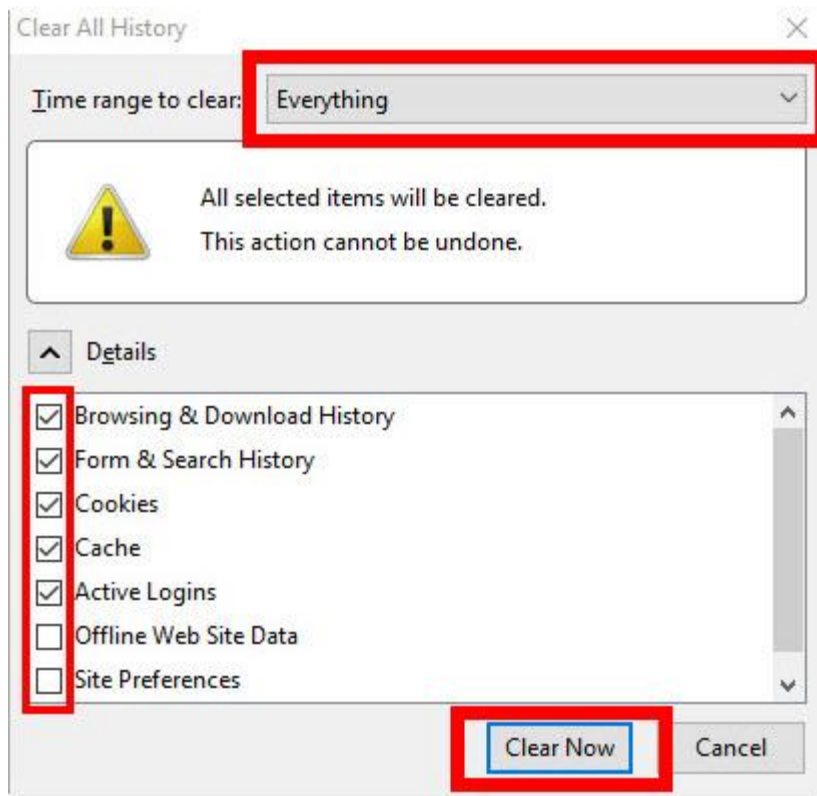 Clear All History
Time range to clear: Everything
All selected items will be cleared.
This action cannot be undone.
Details
Browsing & Download History
Form & Search History
Cookies
Cache
Active Logins
Offline Web Site Data
Site Preferences
Clear Now Cancel